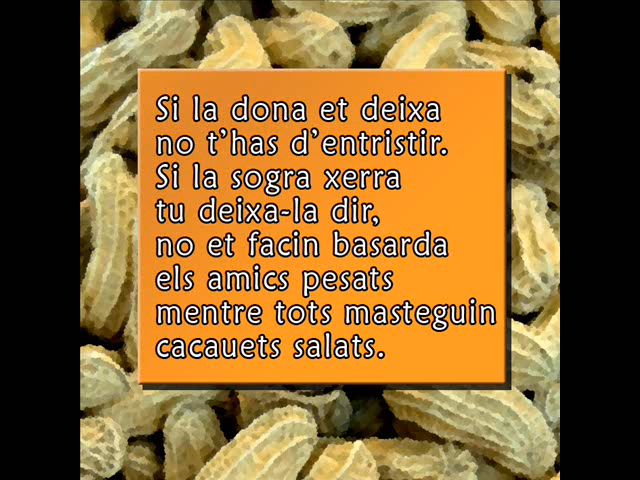 Si la dona et deixa
no t'has d'entristir.
Si la sogra xerra
tu deixa-la dir,
no et facin basarda
els amics pesats
mentre tots masteguin
cacauets salats.